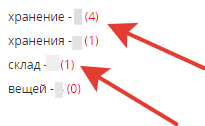 хранение - (4)
хранения - (1)
склад - (1)
вещей - (0)